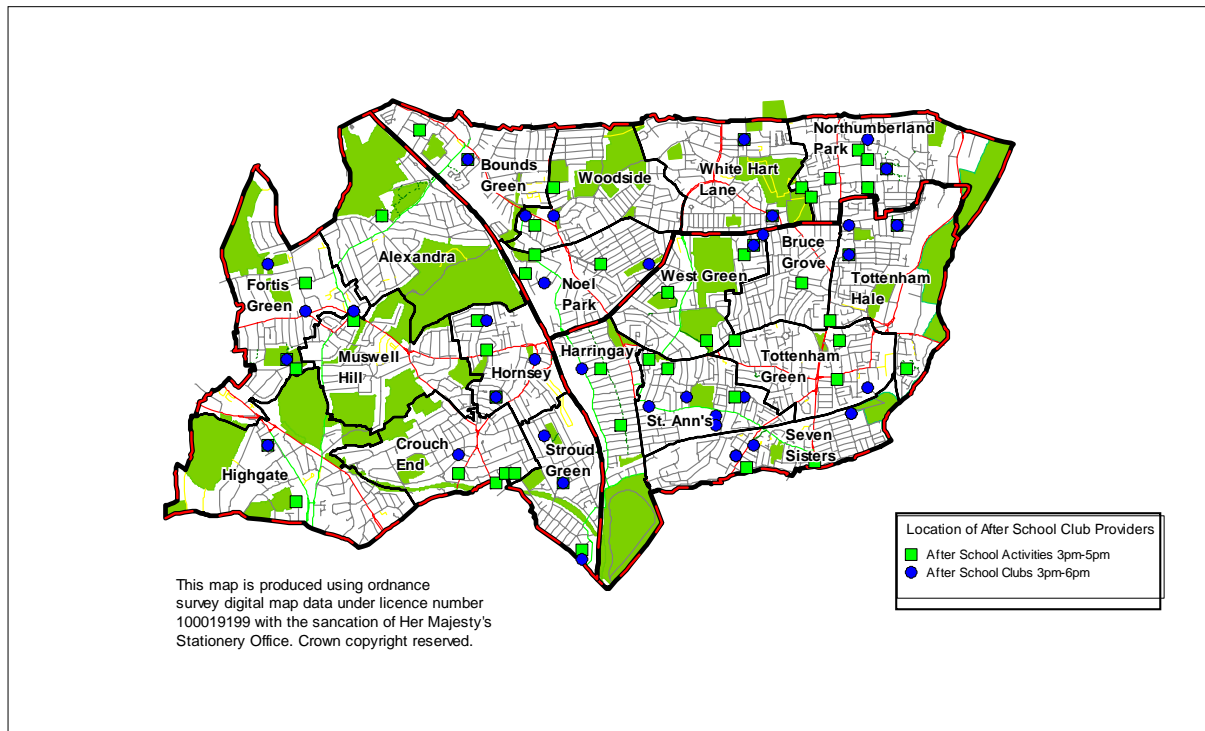 Northumberland
Park
Bounds
Green
Woodside
White Hart
Lane
Alexandra
Bruce
Grove
West Green
Fortis
Green
Noel
Park
Tottenham
Hale
Muswell
Hill
Hornsey
Harringay
Tottenham
Green
St. Ann's
Crouch
End
Stroud
Green
Seven
Sisters
Highgate
Location of After School Club Providers
After School Activities 3pm-5pm
After School Clubs 3pm-6pm
This map is produced using ordnance
survey digital map data under licence number
100019199 with the sancation of Her Majesty's
Stationery Office. Crown copyright reserved.